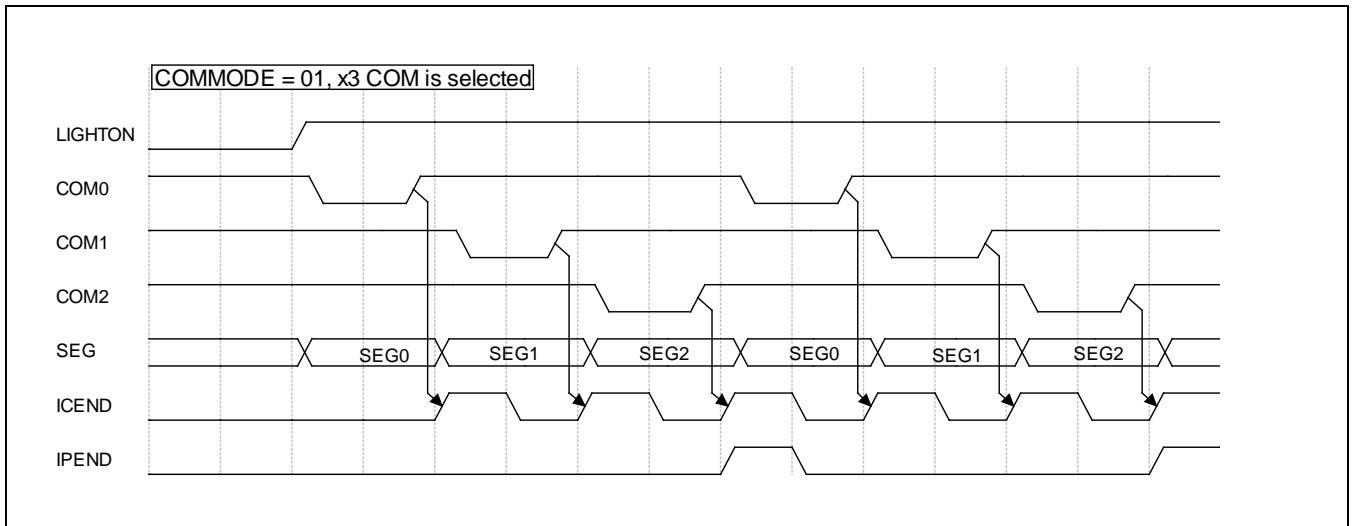 COMMODE = 01, x3 COM is selected
LIGHTON
COM0
COM1
COM2
SEG SEG0 SEG1 SEG2 SEG0 SEG1 SEG2
ICEND
IPEND